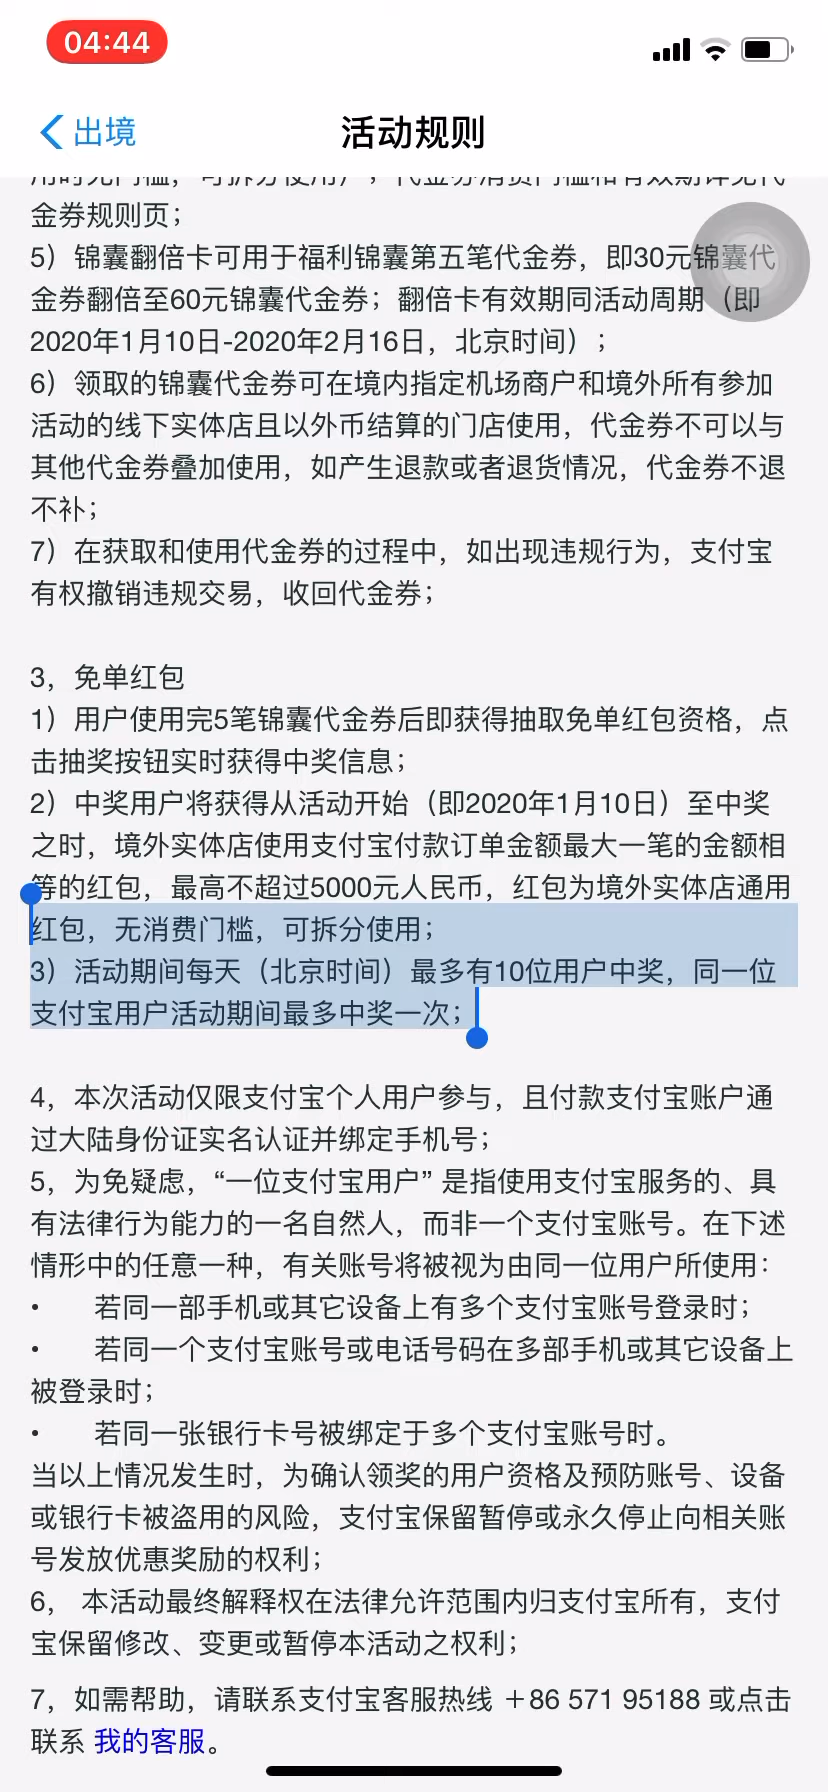 04:44
出境
活动规则
金券规则页；
5）锦囊翻倍卡可用于福利锦囊第五笔代金券，即30元锦囊代
金券翻倍至60元锦囊代金券；翻倍卡有效期同活动周期（即
2020年1月10日-2020年2月16日，北京时间）；
6）领取的锦囊代金券可在境内指定机场商户和境外所有参加
活动的线下实体店且以外币结算的门店使用，代金券不可以与
其他代金券叠加使用，如产生退款或者退货情况，代金券不退
不补；
7）在获取和使用代金券的过程中，如出现违规行为，支付宝
有权撤销违规交易，收回代金券；
3，免单红包
1）用户使用完5笔锦囊代金券后即获得抽取免单红包资格，点
击抽奖按钮实时获得中奖信息；
2）中奖用户将获得从活动开始（即2020年1月10日）至中奖
之时，境外实体店使用支付宝付款订单金额最大一笔的金额相
等的红包，最高不超过5000元人民币，红包为境外实体店通用
红包，无消费门槛，可拆分使用；
3）活动期间每天（北京时间）最多有10位用户中奖，同一位
支付宝用户活动期间最多中奖一次；
4，本次活动仅限支付宝个人用户参与，且付款支付宝账户通
过大陆身份证实名认证并绑定手机号；
5，为免疑虑，“一位支付宝用户” 是指使用支付宝服务的、具
有法律行为能力的一名自然人，而非一个支付宝账号。在下述
情形中的任意一种，有关账号将被视为由同一位用户所使用：
• 若同一部手机或其它设备上有多个支付宝账号登录时；
• 若同一个支付宝账号或电话号码在多部手机或其它设备上
被登录时；
• 若同一张银行卡号被绑定于多个支付宝账号时。
当以上情况发生时，为确认领奖的用户资格及预防账号、设备
或银行卡被盗用的风险，支付宝保留暂停或永久停止向相关账
号发放优惠奖励的权利；
6， 本活动最终解释权在法律允许范围内归支付宝所有，支付
宝保留修改、变更或暂停本活动之权利；
7，如需帮助，请联系支付宝客服热线 +86 571 95188 或点击
联系 我的客服。